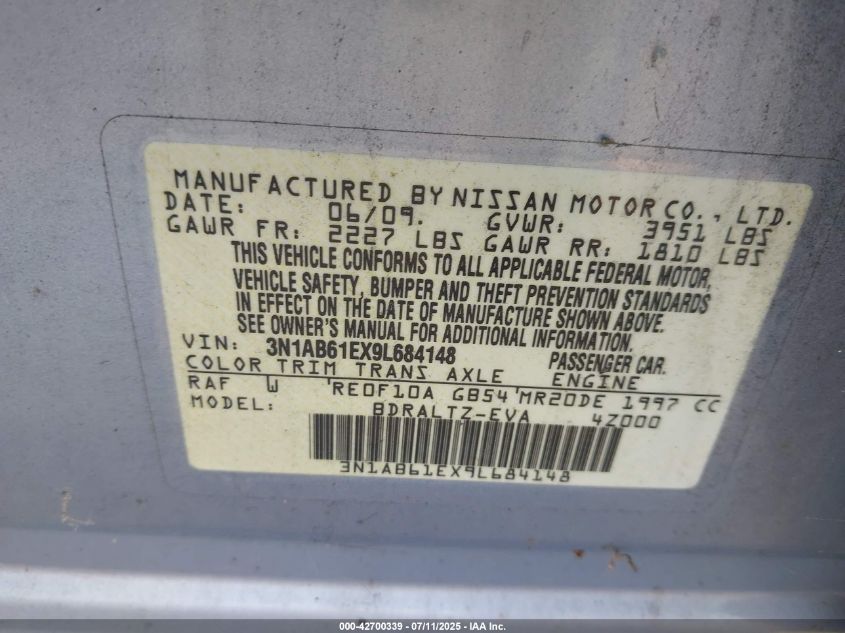 MANUFACTURED BY NISSAN MOTOR CO., LTD.
DATE: 06/09. GVWR: 3951 LBS
GAWR FR: 2227 LBS GAWR RR: 1810 LBS
THIS VEHICLE CONFORMS TO ALL APPLICABLE FEDERAL MOTOR,
VEHICLE SAFETY, BUMPER AND THEFT PREVENTION STANDARDS
IN EFFECT ON THE DATE OF MANUFACTURE SHOWN ABOVE.
SEE OWNER'S MANUAL FOR ADDITIONAL INFORMATION.
VIN: 3N1AB61EX9L684148 PASSENGER CAR.
COLOR TRIM TRANS AXLE ENGINE
RAF W RE0F10A GB54 MR20DE 1997 CC
MODEL: BDRALTZ-EVA 4Z000
3N1AB61EX9L684148
000-42700339 - 07/11/2025 - IAA Inc.